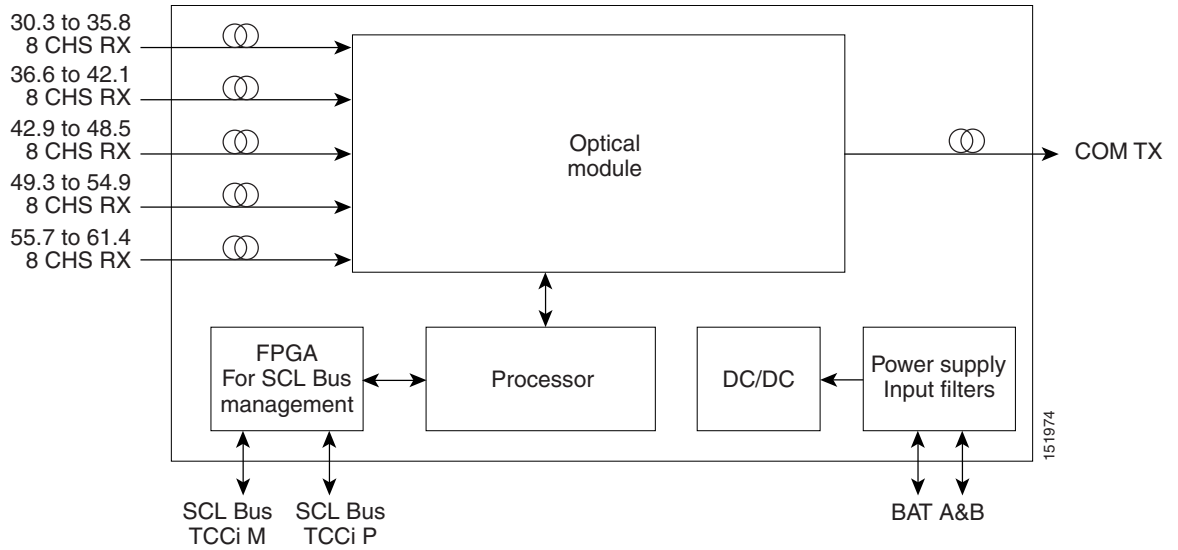 30.3 to 35.8
8 CHS RX
36.6 to 42.1
8 CHS RX
42.9 to 48.5
8 CHS RX
49.3 to 54.9
8 CHS RX
55.7 to 61.4
8 CHS RX
Optical
module
COM TX
FPGA
For SCL Bus
management
Processor
DC/DC
Power supply
Input filters
151974
SCL Bus
TCCi M
SCL Bus
TCCi P
BAT A&B